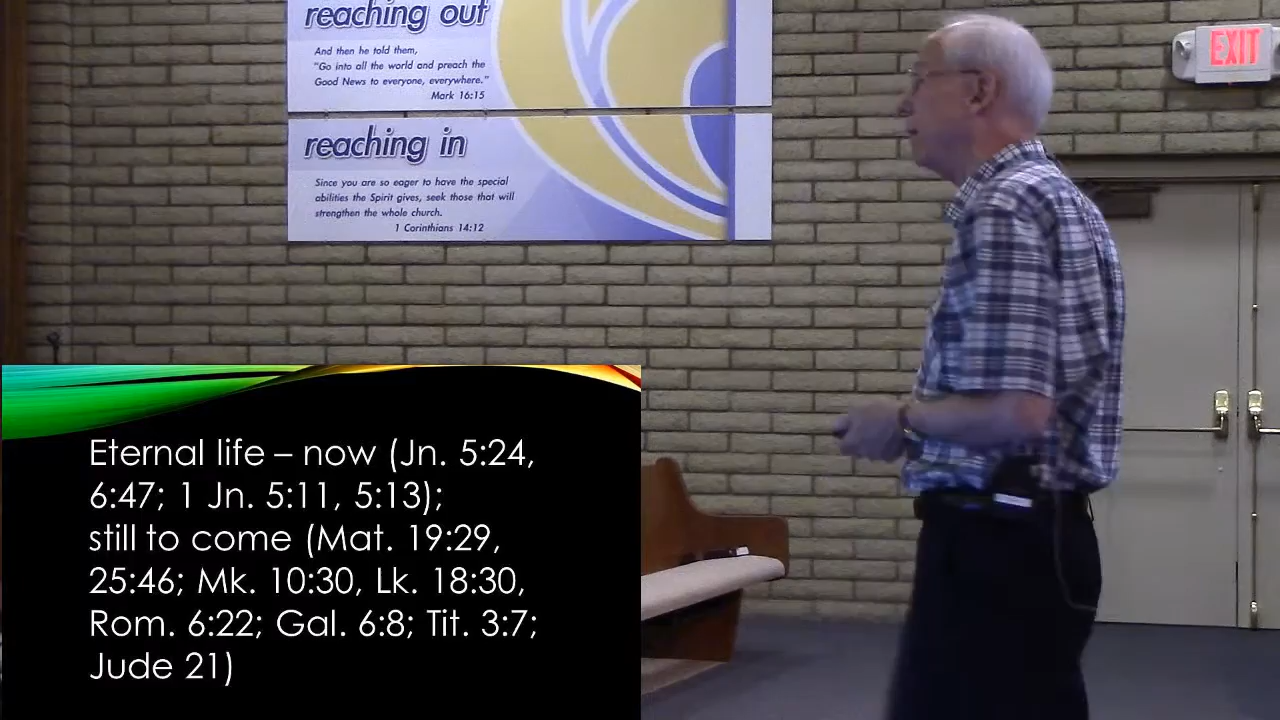 reaching out
And then he told them,
"Go into all the world and preach the
Good News to everyone, everywhere."
Mark 16:15
reaching in
Since you are so eager to have the special
abilities the Spirit gives, seek those that will
strengthen the whole church.
1 Corinthians 14:12
EXIT
Eternal life – now (Jn. 5:24,
6:47; 1 Jn. 5:11, 5:13);
still to come (Mat. 19:29,
25:46; Mk. 10:30, Lk. 18:30,
Rom. 6:22; Gal. 6:8; Tit. 3:7;
Jude 21)